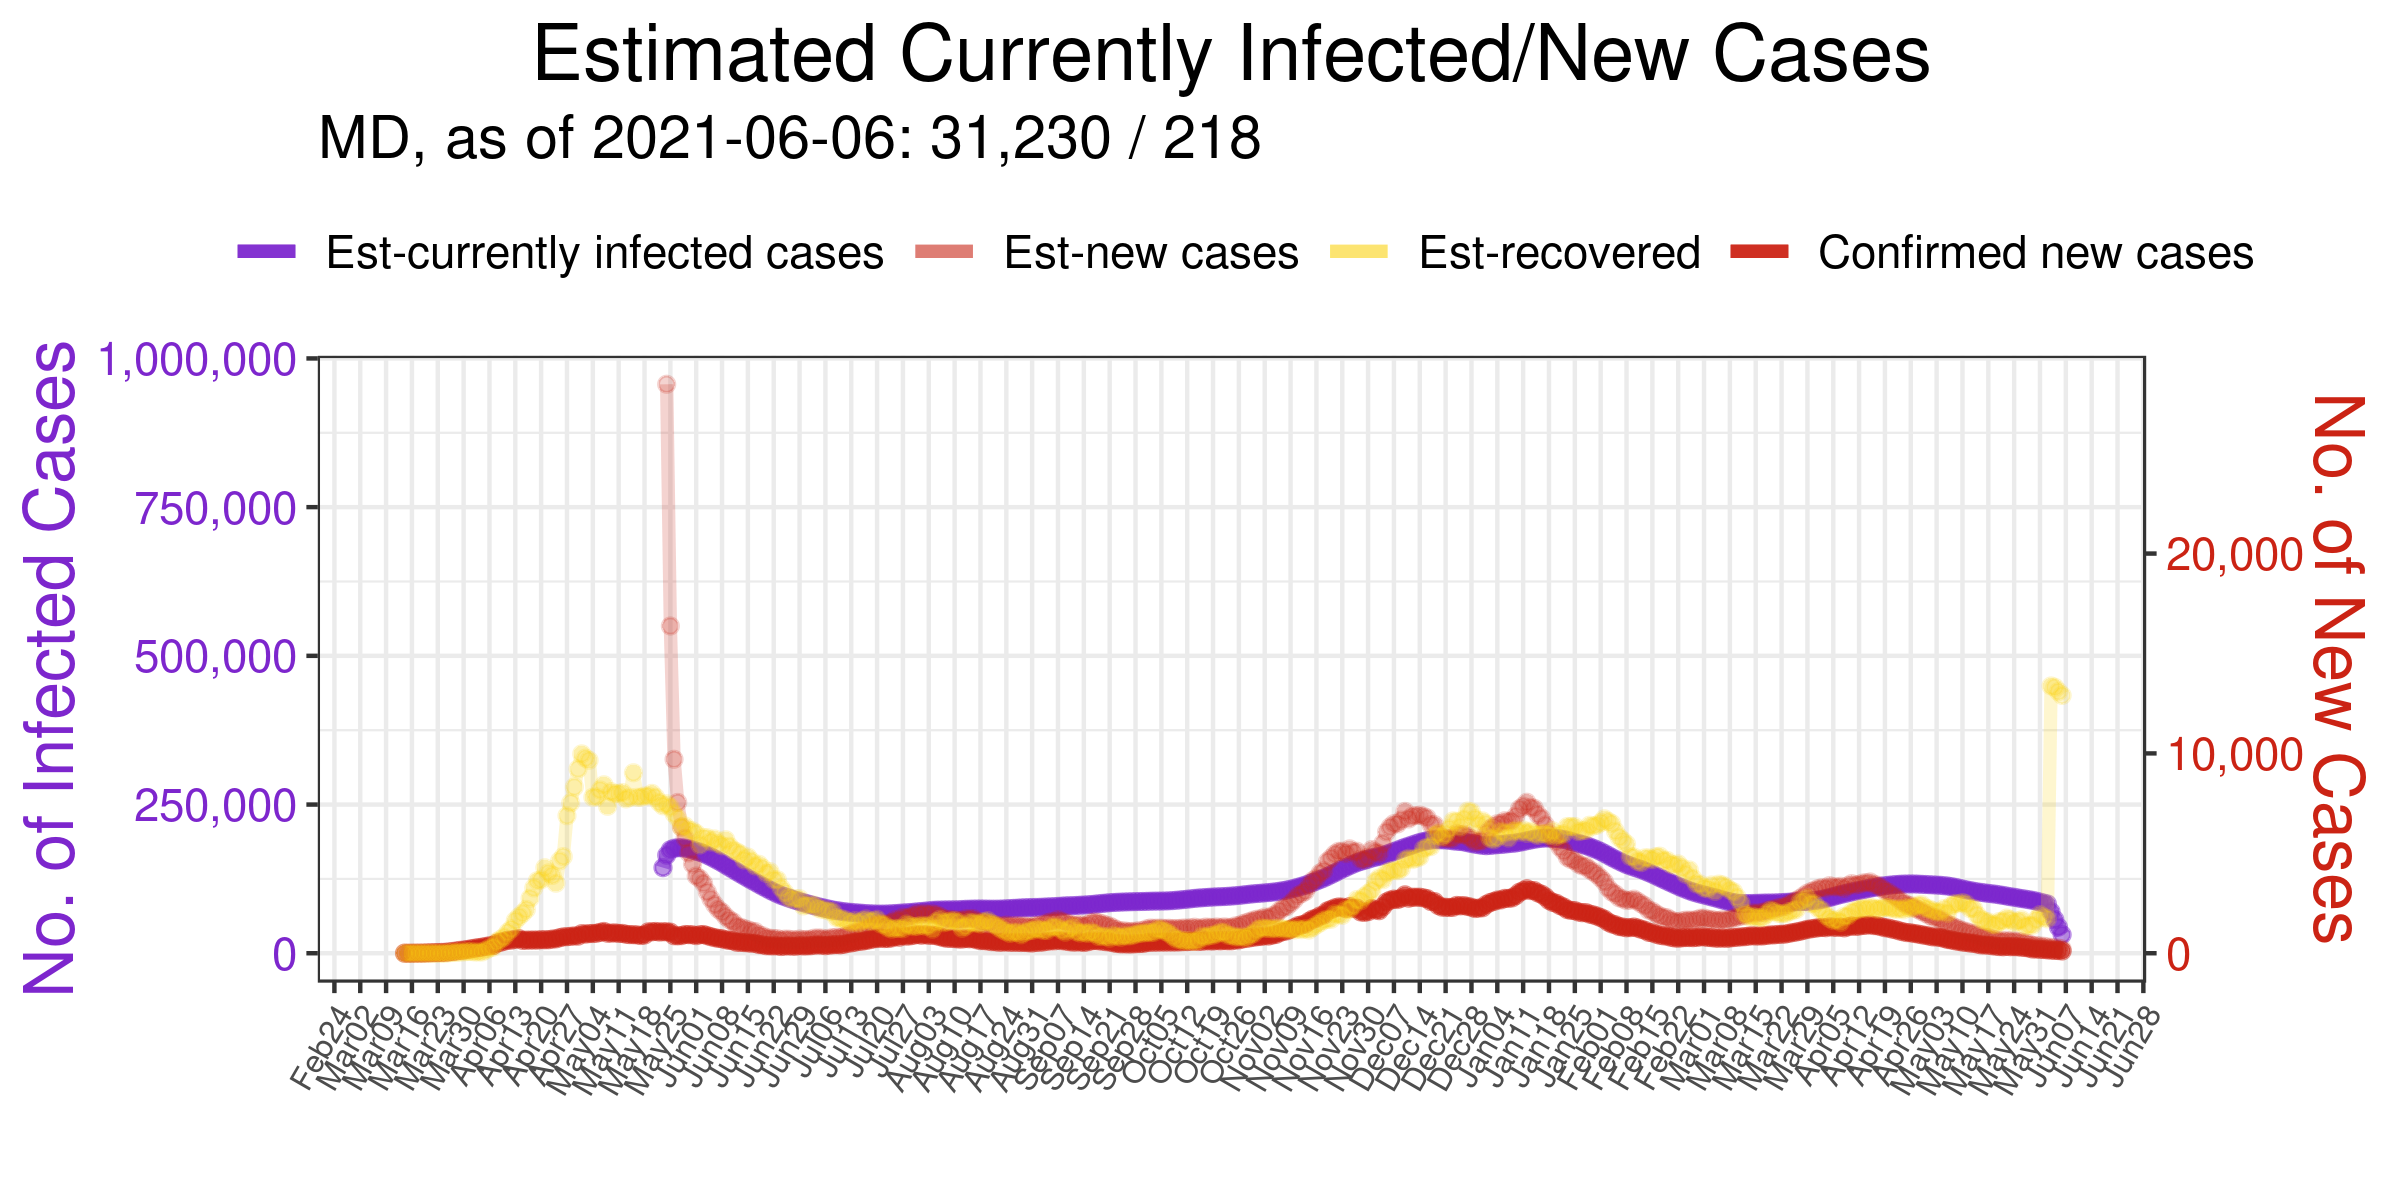 Estimated Currently Infected/New Cases
MD, as of 2021-06-06: 31,230 / 218
Est-currently infected cases
Est-new cases
Est-recovered
Confirmed new cases
No. of Infected Cases
1,000,000
750,000
500,000
250,000
0
No. of New Cases
20,000
10,000
0
Feb24
Mar02
Mar09
Mar16
Mar23
Mar30
Apr06
Apr13
Apr20
Apr27
May04
May11
May18
May25
Jun01
Jun08
Jun15
Jun22
Jun29
Jul06
Jul13
Jul20
Jul27
Aug03
Aug10
Aug17
Aug24
Aug31
Sep07
Sep14
Sep21
Sep28
Oct05
Oct12
Oct19
Oct26
Nov02
Nov09
Nov16
Nov23
Nov30
Dec07
Dec14
Dec21
Dec28
Jan04
Jan11
Jan18
Jan25
Feb01
Feb08
Feb15
Feb22
Mar01
Mar08
Mar15
Mar22
Mar29
Apr05
Apr12
Apr19
Apr26
May03
May10
May17
May24
May31
Jun07
Jun14
Jun21
Jun28